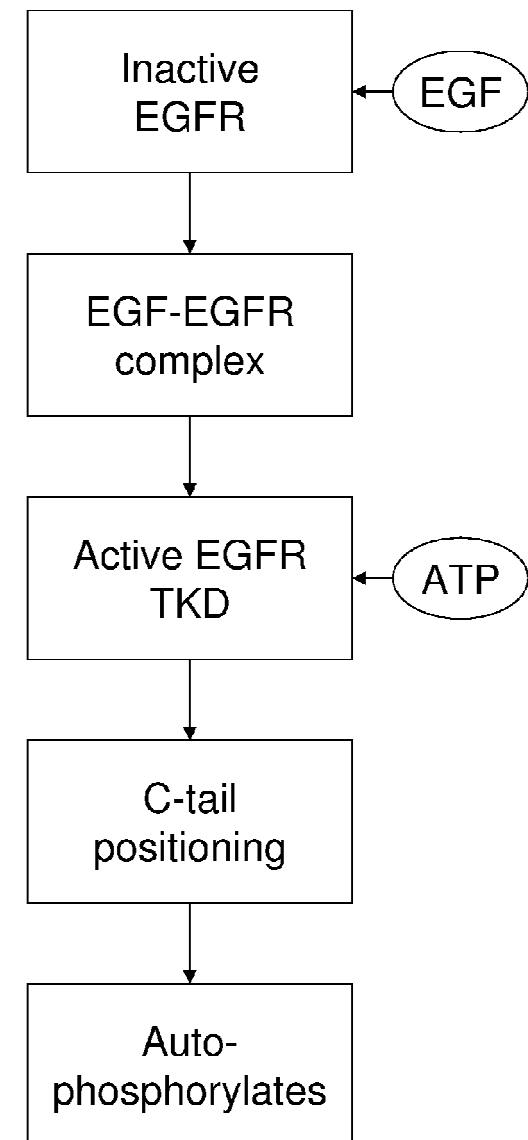 Inactive
EGFR
EGF
EGF-EGFR
complex
Active EGFR
TKD
ATP
C-tail
positioning
Auto-
phosphorylates